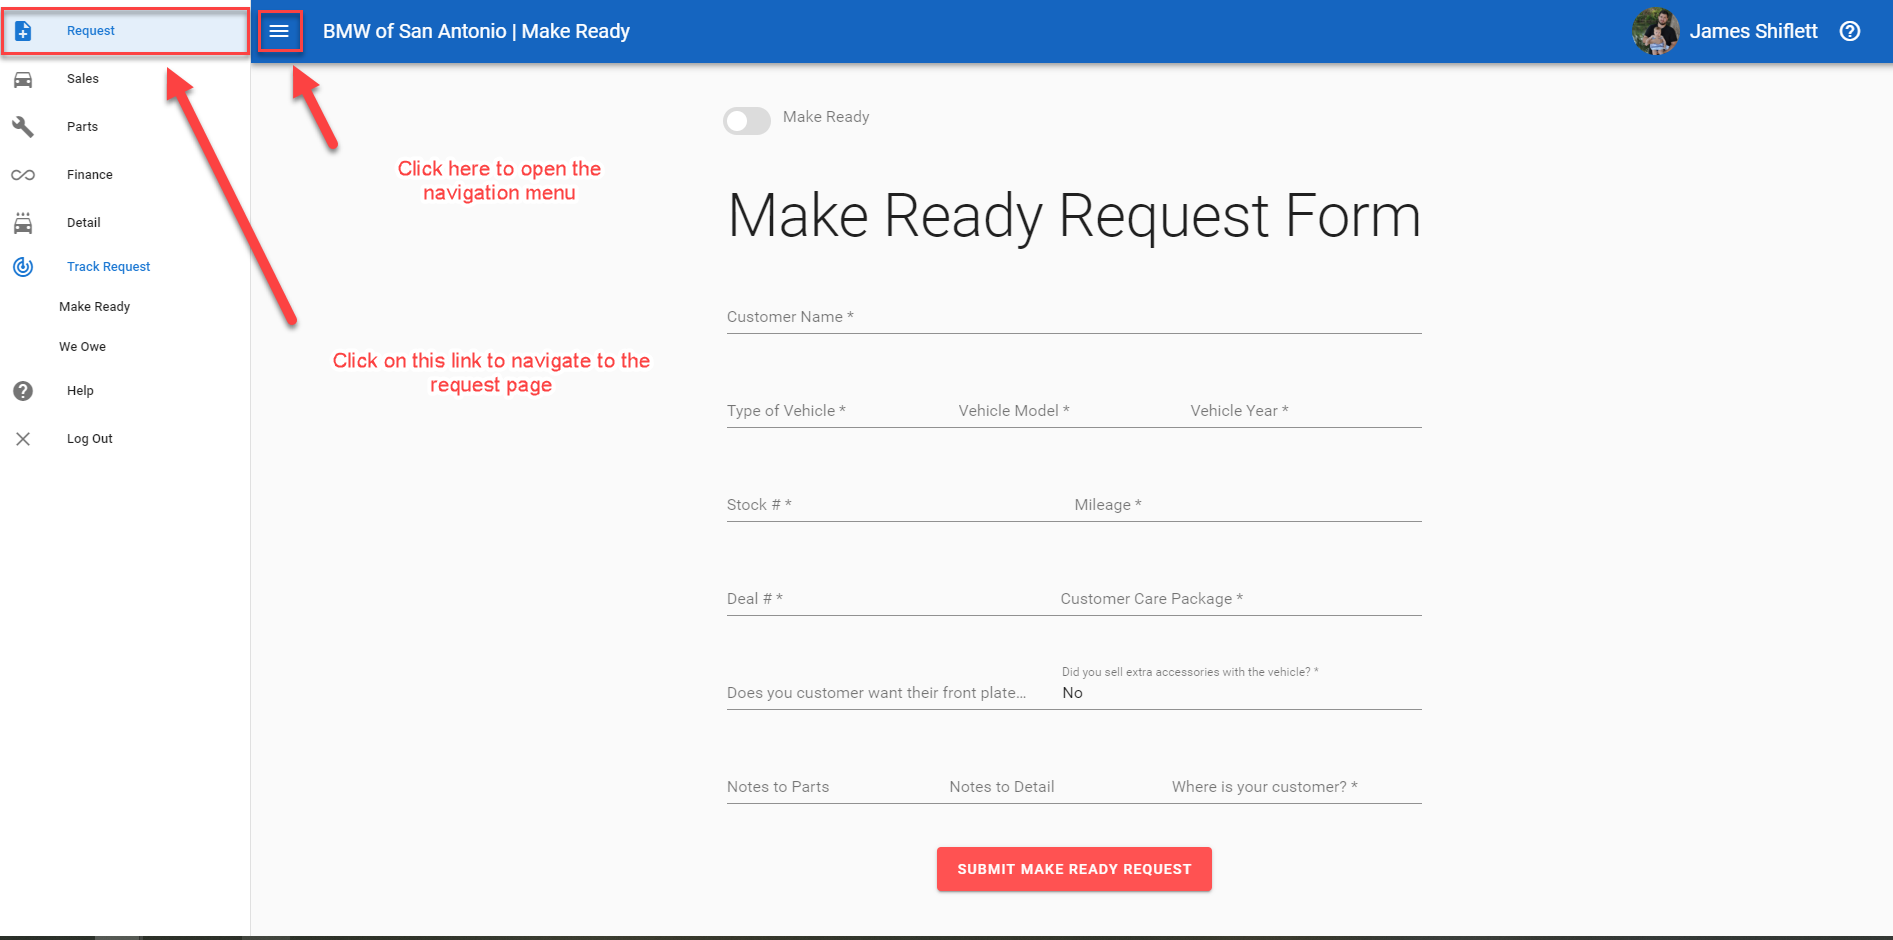 Request
BMW of San Antonio | Make Ready
James Shiflett
Sales
Parts
Finance
Detail
Track Request
Make Ready
We Owe
Help
Log Out
Click here to open the
navigation menu
Click on this link to navigate to the
request page
Make Ready
Make Ready Request Form
Customer Name *
Type of Vehicle * Vehicle Model * Vehicle Year *
Stock # * Mileage *
Deal # * Customer Care Package *
Did you sell extra accessories with the vehicle? *
Does you customer want their front plate... No
Notes to Parts Notes to Detail Where is your customer? *
SUBMIT MAKE READY REQUEST